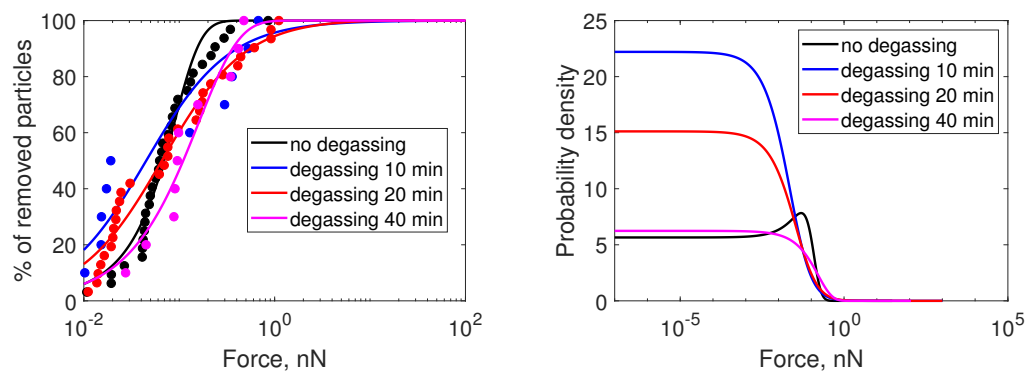 % of removed particles
100
80
60
40
20
0
10^-2
10^0
10^2
Force, nN
no degassing
degassing 10 min
degassing 20 min
degassing 40 min
Probability density
25
20
15
10
5
0
10^-5
10^0
10^5
Force, nN
no degassing
degassing 10 min
degassing 20 min
degassing 40 min